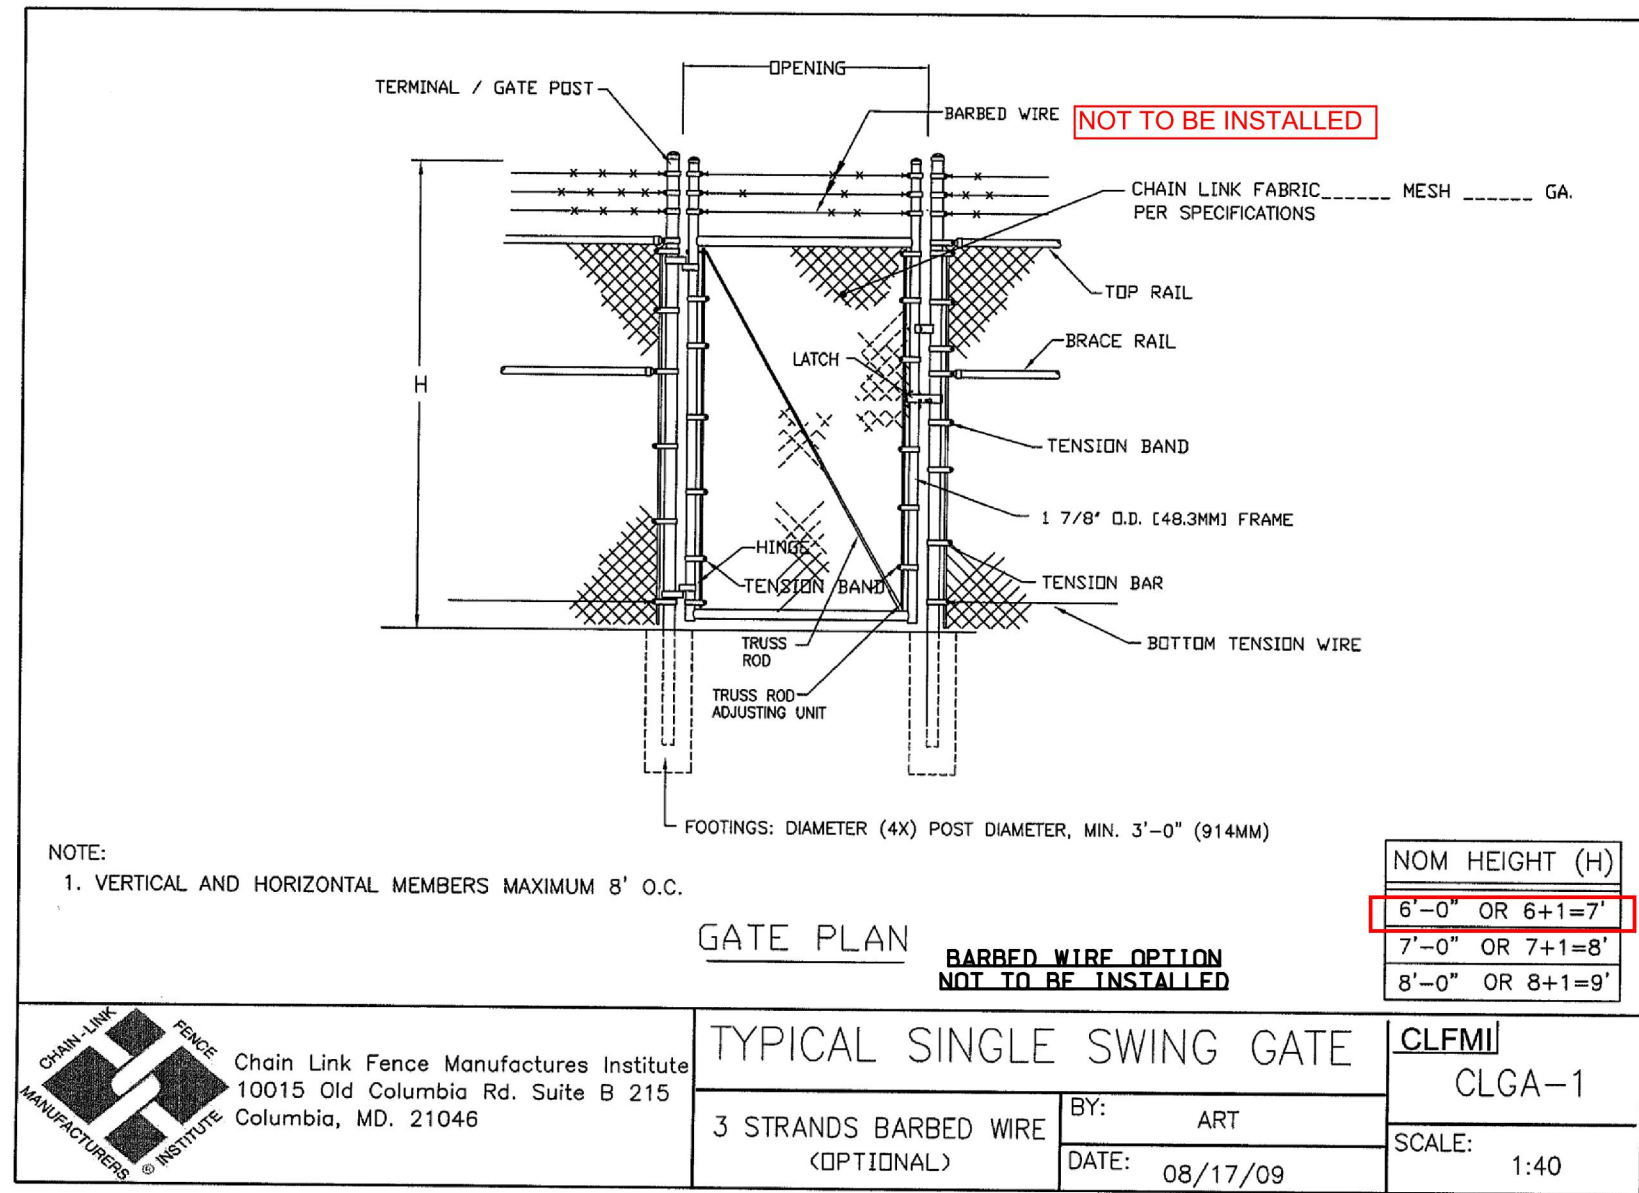 OPENING
TERMINAL / GATE POST
BARBED WIRE
NOT TO BE INSTALLED
CHAIN LINK FABRIC______ MESH ______ GA.
PER SPECIFICATIONS
TOP RAIL
BRACE RAIL
LATCH
H
TENSION BAND
1 7/8" O.D. [48.3MM] FRAME
HINGE
TENSION BAND
TENSION BAR
TRUSS
ROD
BOTTOM TENSION WIRE
TRUSS ROD
ADJUSTING UNIT
FOOTINGS: DIAMETER (4X) POST DIAMETER, MIN. 3'-0" (914MM)
NOTE:
1. VERTICAL AND HORIZONTAL MEMBERS MAXIMUM 8' O.C.
GATE PLAN
BARBED WIRE OPTION
NOT TO BE INSTALLED
NOM HEIGHT (H)
6'-0" OR 6+1=7'
7'-0" OR 7+1=8'
8'-0" OR 8+1=9'
CHAIN-LINK
FENCE
MANUFACTURERS
© INSTITUTE
Chain Link Fence Manufactures Institute
10015 Old Columbia Rd. Suite B 215
Columbia, MD. 21046
TYPICAL SINGLE SWING GATE
3 STRANDS BARBED WIRE
(OPTIONAL)
BY: ART
DATE: 08/17/09
CLFMI
CLGA-1
SCALE: 1:40